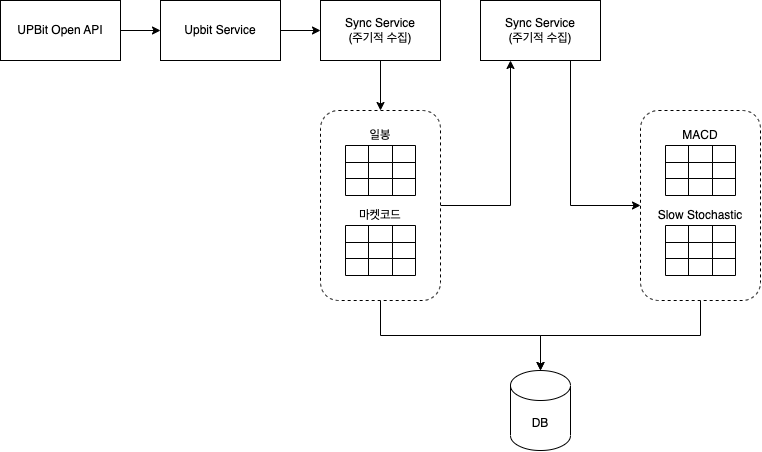 UPBit Open API
Upbit Service
Sync Service
(주기적 수집)
Sync Service
(주기적 수집)
일봉
마켓코드
MACD
Slow Stochastic
DB